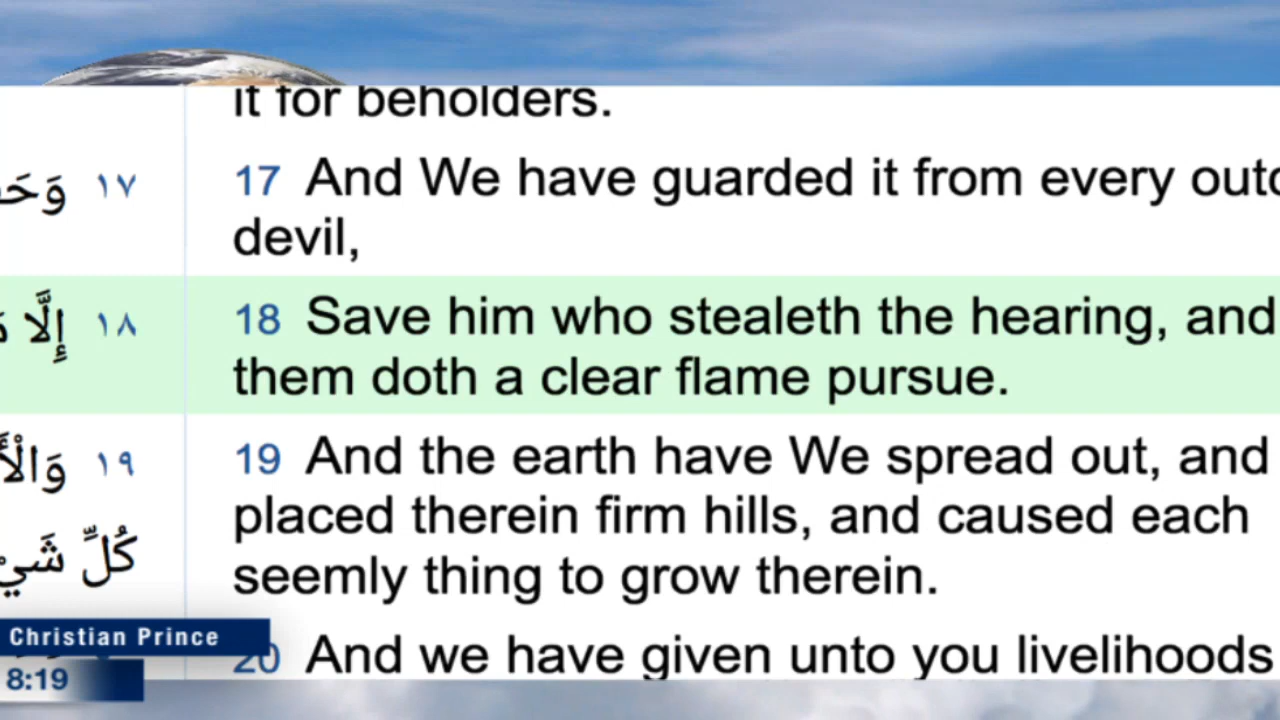 it for beholders.
١٧ 17 And We have guarded it from every
devil,
١٨ إِلَّا 18 Save him who stealeth the hearing, and
them doth a clear flame pursue.
١٩ 19 And the earth have We spread out, and
placed therein firm hills, and caused each
كُلِّ
seemly thing to grow therein.
Christian Prince
20 And we have given unto you livelihoods
8:19